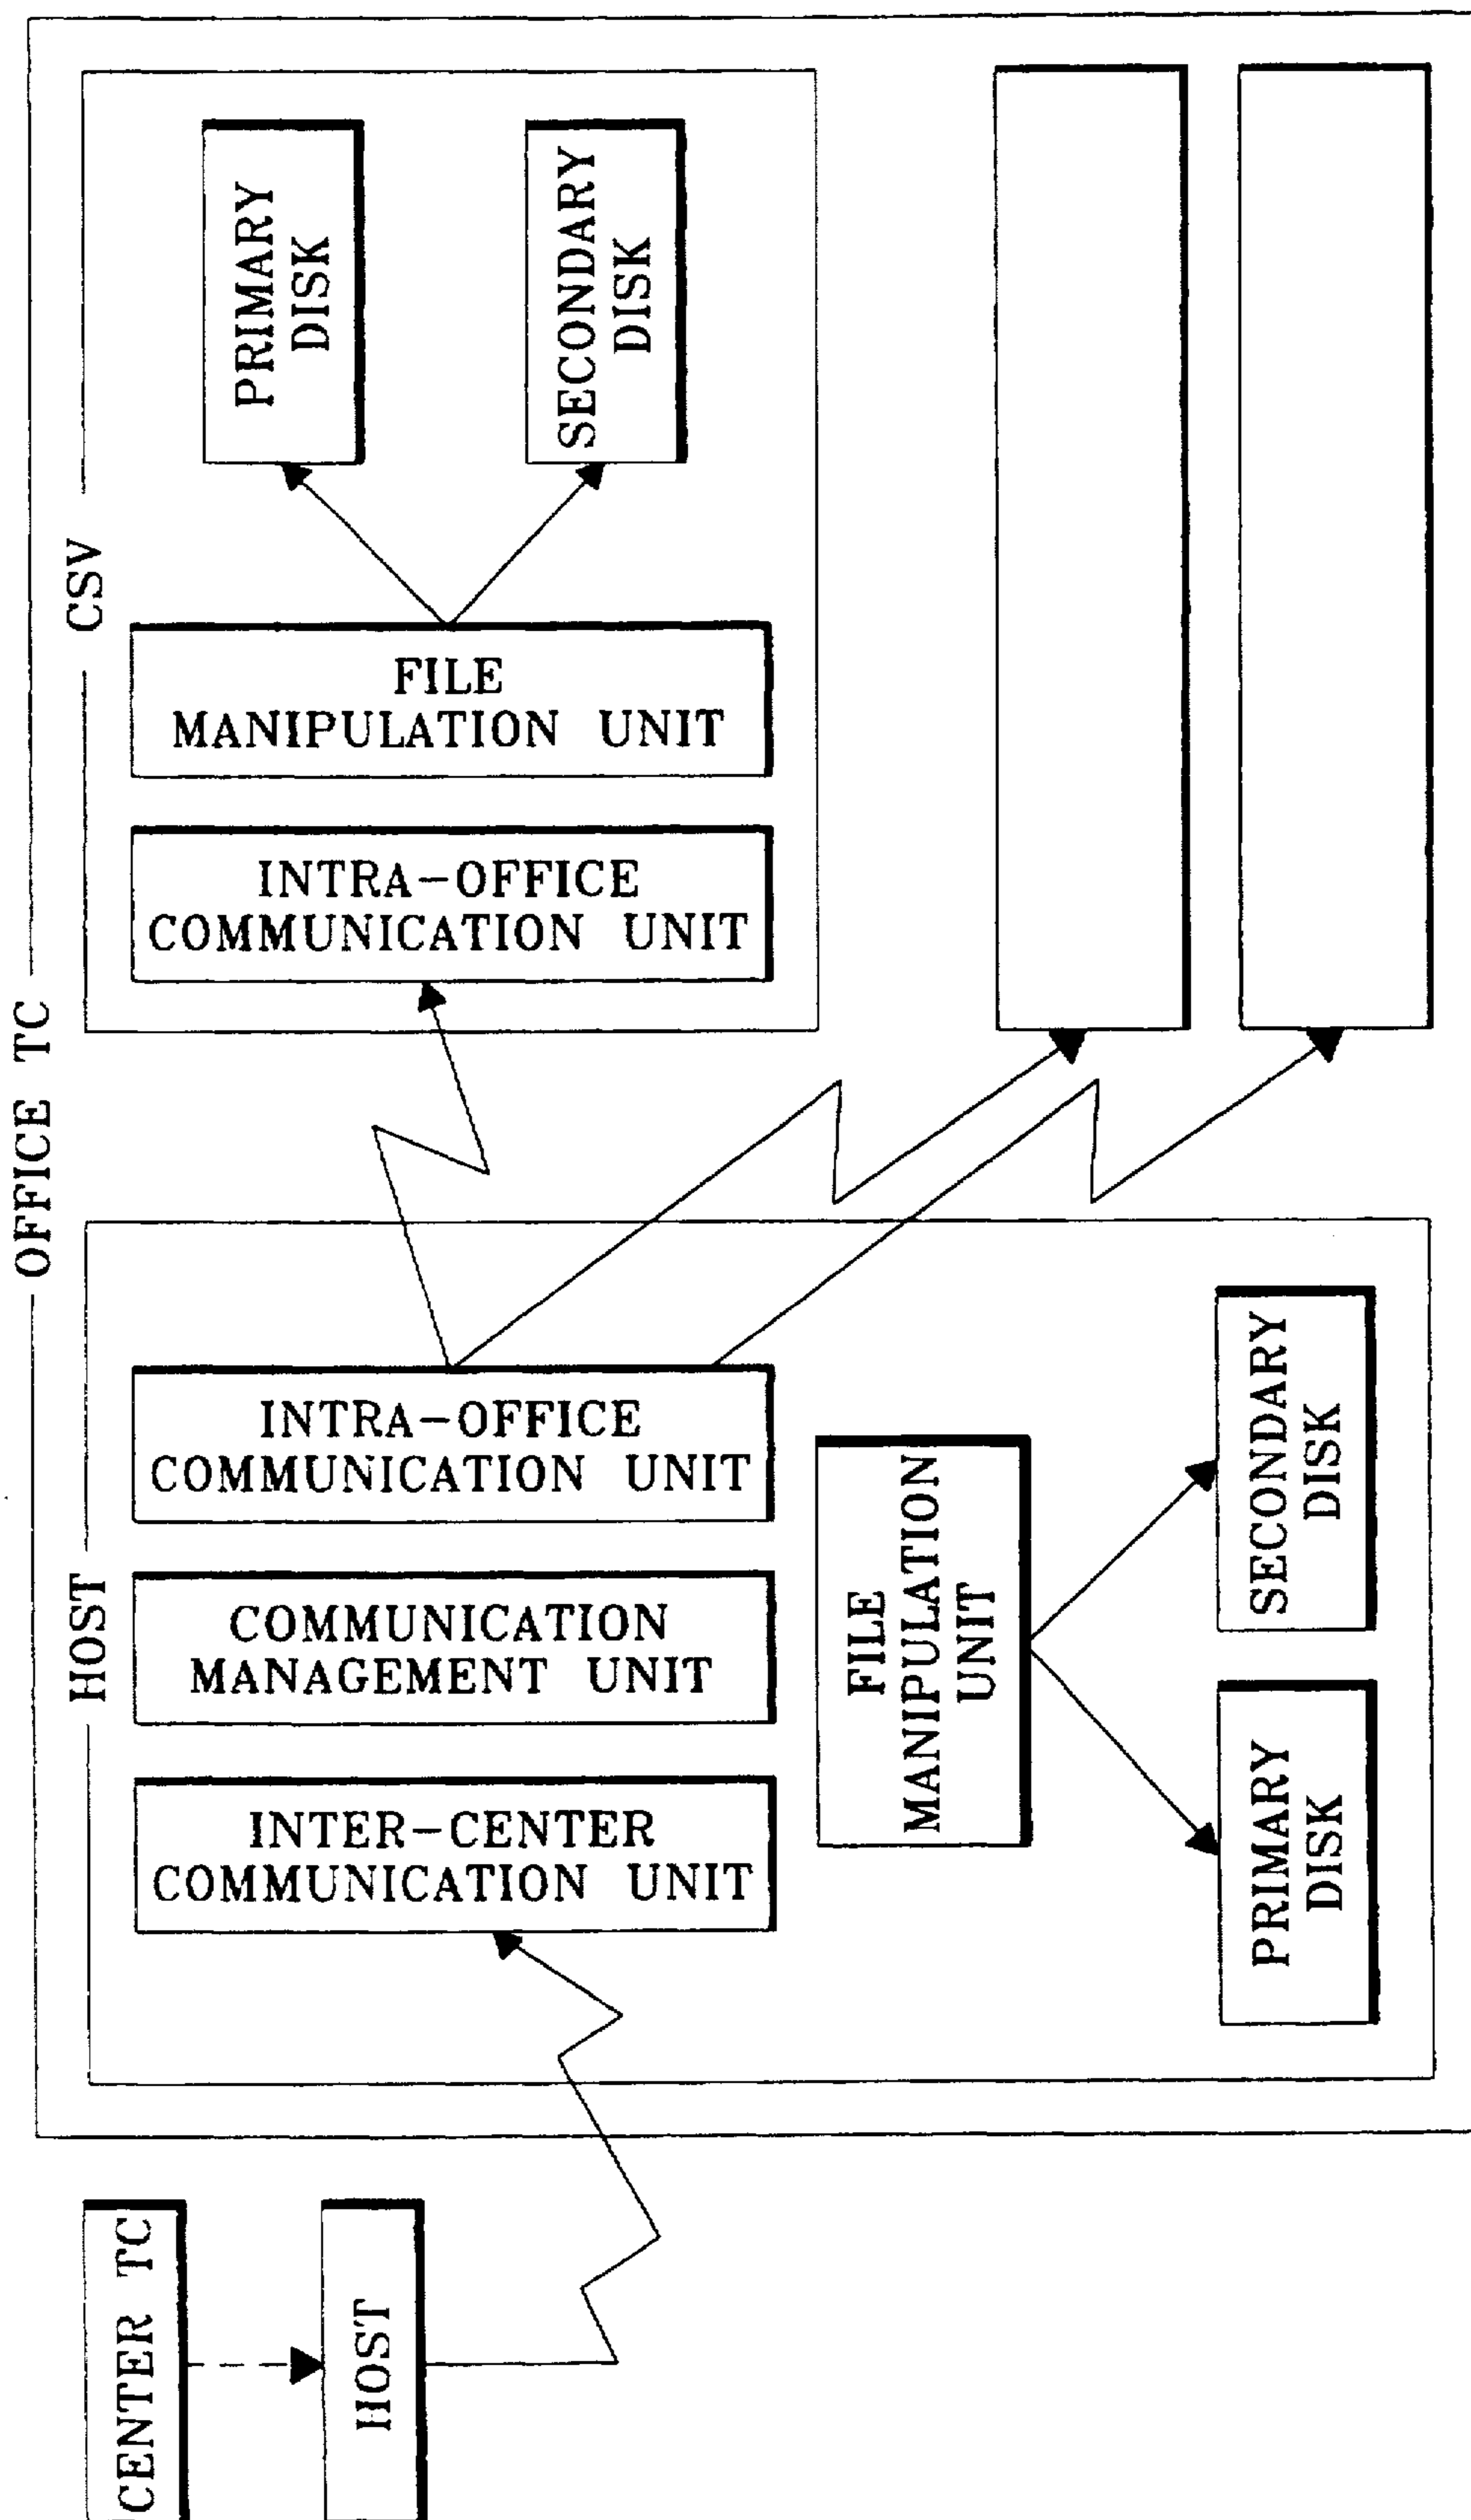 CENTER TC
HOST
OFFICE TC
HOST
INTER-CENTER
COMMUNICATION UNIT
COMMUNICATION
MANAGEMENT UNIT
INTRA-OFFICE
COMMUNICATION UNIT
FILE
MANIPULATION
UNIT
PRIMARY
DISK
SECONDARY
DISK
CSV
INTRA-OFFICE
COMMUNICATION UNIT
FILE
MANIPULATION UNIT
PRIMARY
DISK
SECONDARY
DISK